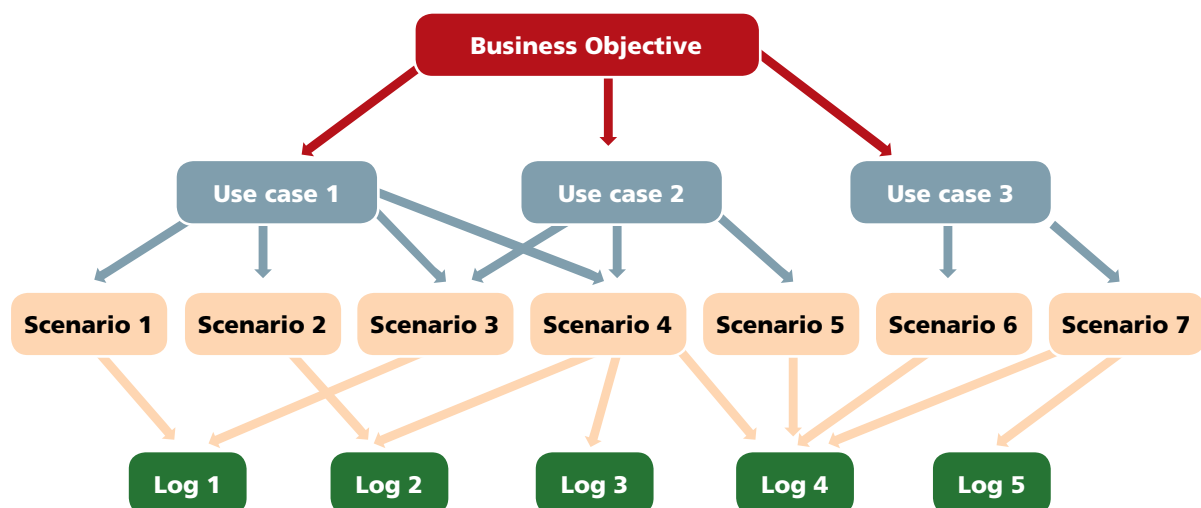 Business Objective
Use case 1
Use case 2
Use case 3
Scenario 1
Scenario 2
Scenario 3
Scenario 4
Scenario 5
Scenario 6
Scenario 7
Log 1
Log 2
Log 3
Log 4
Log 5